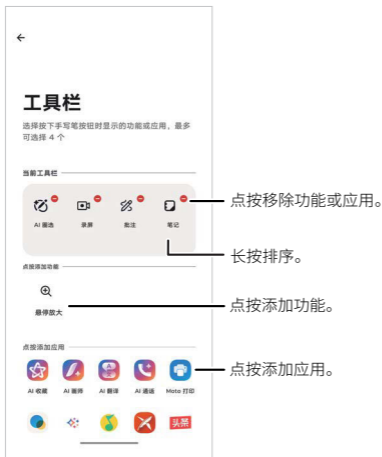 工具栏
选择按下手写笔按钮时显示的功能或应用，最多
可选择 4 个
当前工具栏
AI 圈选
录屏
批注
笔记
点按移除功能或应用。
长按排序。
点按添加功能
悬停放大
点按添加功能。
点按添加应用
点按添加应用。
AI 收藏
AI 画师
AI 翻译
AI 通话
Moto 打印
头条